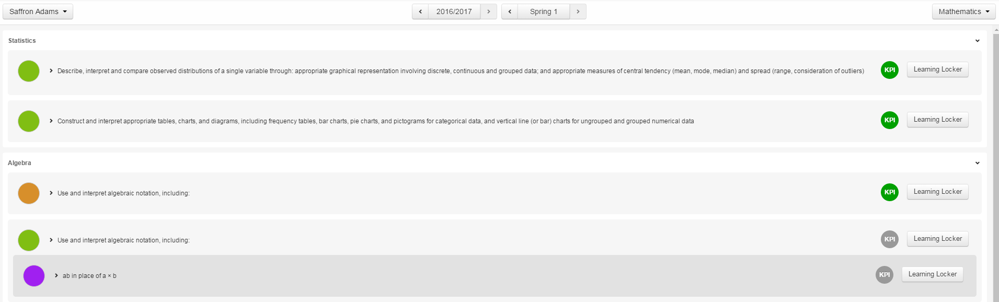 Saffron Adams
2016/2017
Spring 1
Mathematics
Statistics
Describe, interpret and compare observed distributions of a single variable through: appropriate graphical representation involving discrete, continuous and grouped data; and appropriate measures of central tendency (mean, mode, median) and spread (range, consideration of outliers)
KPI
Learning Locker
Construct and interpret appropriate tables, charts, and diagrams, including frequency tables, bar charts, pie charts, and pictograms for categorical data, and vertical line (or bar) charts for ungrouped and grouped numerical data
KPI
Learning Locker
Algebra
Use and interpret algebraic notation, including:
KPI
Learning Locker
Use and interpret algebraic notation, including:
KPI
Learning Locker
ab in place of a × b
KPI
Learning Locker